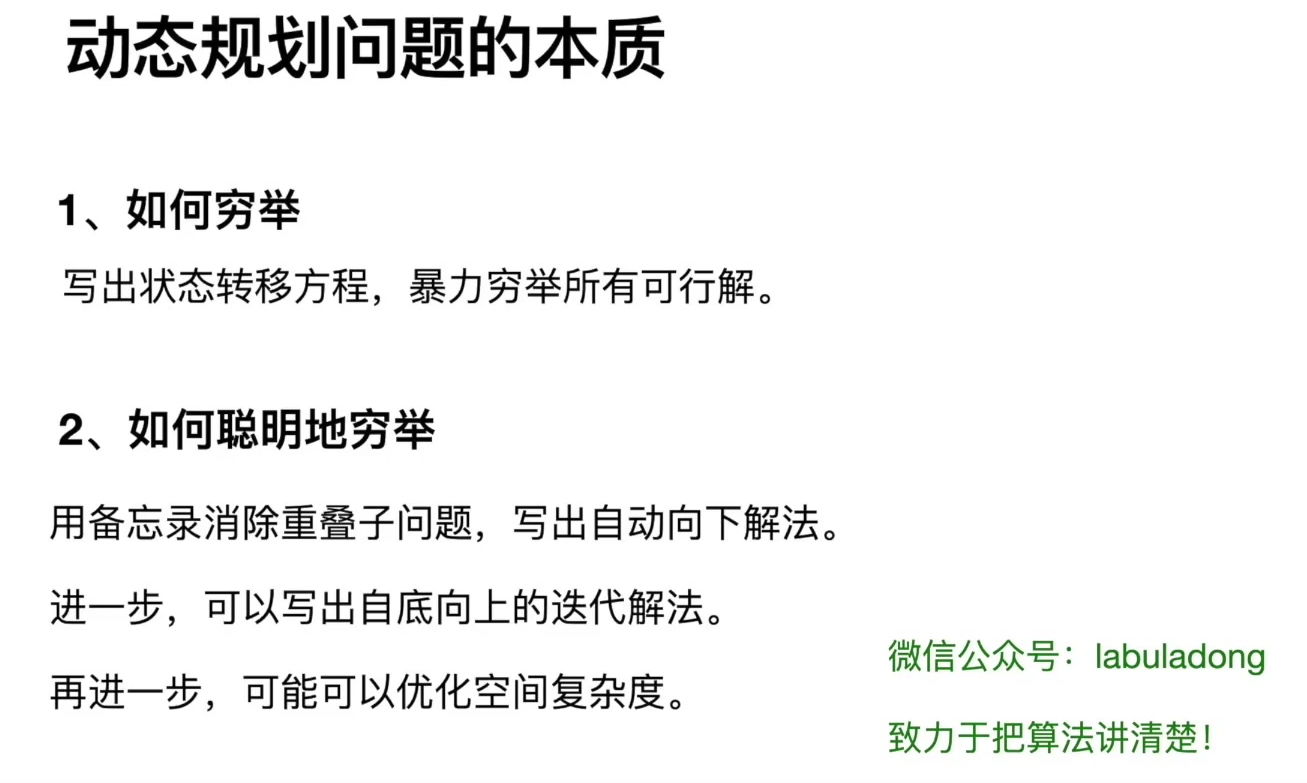 动态规划问题的本质
1、如何穷举
写出状态转移方程，暴力穷举所有可行解。
2、如何聪明地穷举
用备忘录消除重叠子问题，写出自动向下解法。
进一步，可以写出自底向上的迭代解法。
再进一步，可能可以优化空间复杂度。
微信公众号：labuladong
致力于把算法讲清楚！